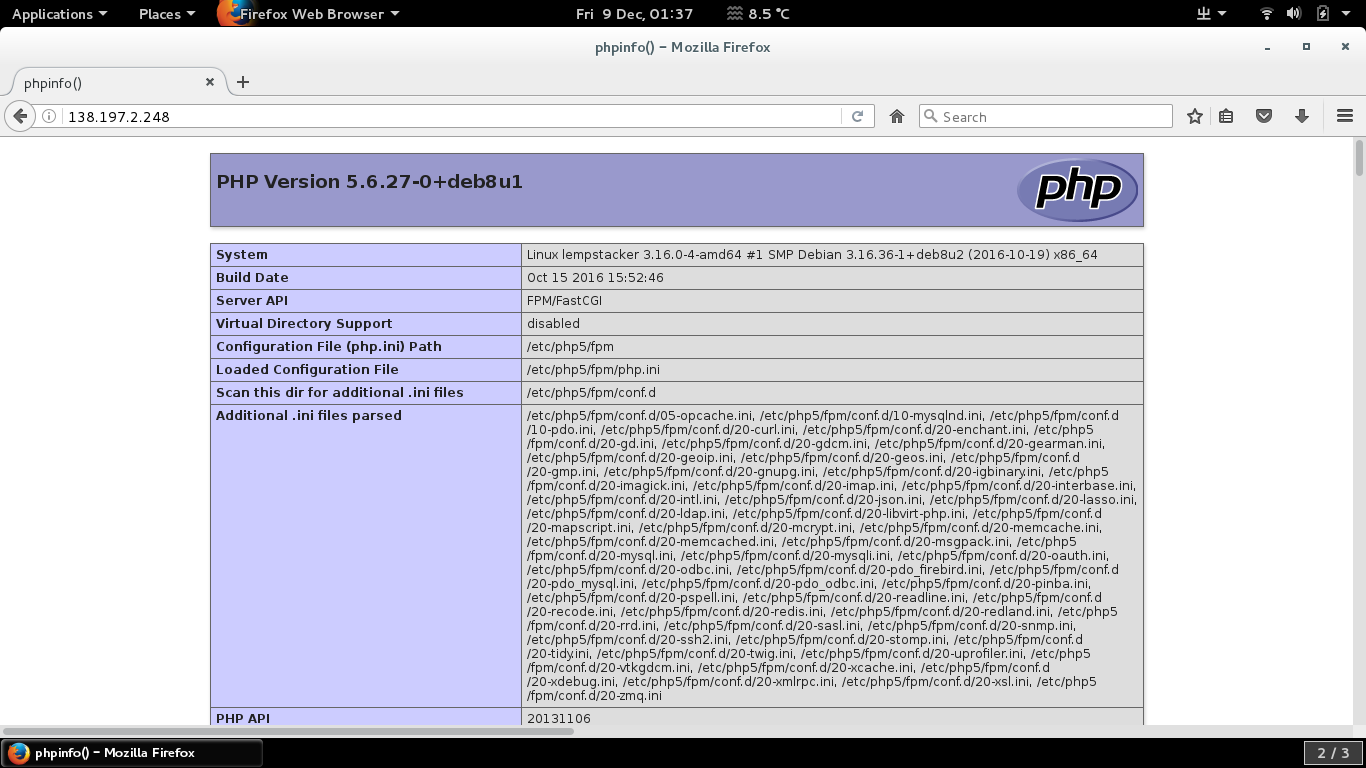 Applications Places Firefox Web Browser Fri 9 Dec, 01:37 8.5 °C
phpinfo() – Mozilla Firefox
phpinfo()
138.197.2.248 Search
PHP Version 5.6.27-0+deb8u1 php
System Linux lempstacker 3.16.0-4-amd64 #1 SMP Debian 3.16.36-1+deb8u2 (2016-10-19) x86_64
Build Date Oct 15 2016 15:52:46
Server API FPM/FastCGI
Virtual Directory Support disabled
Configuration File (php.ini) Path /etc/php5/fpm
Loaded Configuration File /etc/php5/fpm/php.ini
Scan this dir for additional .ini files /etc/php5/fpm/conf.d
Additional .ini files parsed /etc/php5/fpm/conf.d/05-opcache.ini, /etc/php5/fpm/conf.d/10-mysqlnd.ini, /etc/php5/fpm/conf.d
/10-pdo.ini, /etc/php5/fpm/conf.d/20-curl.ini, /etc/php5/fpm/conf.d/20-enchant.ini, /etc/php5
/fpm/conf.d/20-gd.ini, /etc/php5/fpm/conf.d/20-gdcm.ini, /etc/php5/fpm/conf.d/20-gearman.ini,
/etc/php5/fpm/conf.d/20-geoip.ini, /etc/php5/fpm/conf.d/20-geos.ini, /etc/php5/fpm/conf.d
/20-gmp.ini, /etc/php5/fpm/conf.d/20-gnupg.ini, /etc/php5/fpm/conf.d/20-igbinary.ini, /etc/php5
/fpm/conf.d/20-imagick.ini, /etc/php5/fpm/conf.d/20-imap.ini, /etc/php5/fpm/conf.d/20-interbase.ini,
/etc/php5/fpm/conf.d/20-intl.ini, /etc/php5/fpm/conf.d/20-json.ini, /etc/php5/fpm/conf.d/20-lasso.ini,
/etc/php5/fpm/conf.d/20-ldap.ini, /etc/php5/fpm/conf.d/20-libvirt-php.ini, /etc/php5/fpm/conf.d
/20-mapscript.ini, /etc/php5/fpm/conf.d/20-mcrypt.ini, /etc/php5/fpm/conf.d/20-memcache.ini,
/etc/php5/fpm/conf.d/20-memcached.ini, /etc/php5/fpm/conf.d/20-msgpack.ini, /etc/php5
/fpm/conf.d/20-mysql.ini, /etc/php5/fpm/conf.d/20-mysqli.ini, /etc/php5/fpm/conf.d/20-oauth.ini,
/etc/php5/fpm/conf.d/20-odbc.ini, /etc/php5/fpm/conf.d/20-pdo_firebird.ini, /etc/php5/fpm/conf.d
/20-pdo_mysql.ini, /etc/php5/fpm/conf.d/20-pdo_odbc.ini, /etc/php5/fpm/conf.d/20-pinba.ini,
/etc/php5/fpm/conf.d/20-pspell.ini, /etc/php5/fpm/conf.d/20-readline.ini, /etc/php5/fpm/conf.d
/20-recode.ini, /etc/php5/fpm/conf.d/20-redis.ini, /etc/php5/fpm/conf.d/20-redland.ini, /etc/php5
/fpm/conf.d/20-rrd.ini, /etc/php5/fpm/conf.d/20-sasl.ini, /etc/php5/fpm/conf.d/20-snmp.ini,
/etc/php5/fpm/conf.d/20-ssh2.ini, /etc/php5/fpm/conf.d/20-stomp.ini, /etc/php5/fpm/conf.d
/20-tidy.ini, /etc/php5/fpm/conf.d/20-twig.ini, /etc/php5/fpm/conf.d/20-uprofiler.ini, /etc/php5
/fpm/conf.d/20-vtkgdcm.ini, /etc/php5/fpm/conf.d/20-xcache.ini, /etc/php5/fpm/conf.d
/20-xdebug.ini, /etc/php5/fpm/conf.d/20-xmlrpc.ini, /etc/php5/fpm/conf.d/20-xsl.ini, /etc/php5
/fpm/conf.d/20-zmq.ini
PHP API 20131106
phpinfo() – Mozilla Firefox 2 / 3